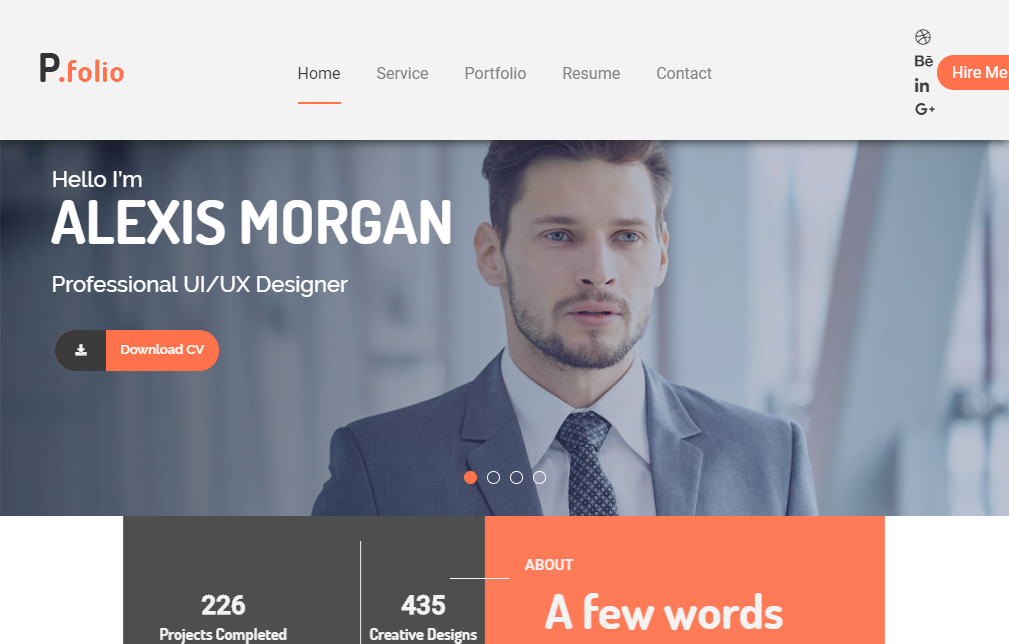 P.folio
Home Service Portfolio Resume Contact
Bē
in
G+
Hire Me
Hello I'm
ALEXIS MORGAN
Professional UI/UX Designer
Download CV
226
Projects Completed
435
Creative Designs
ABOUT
A few words